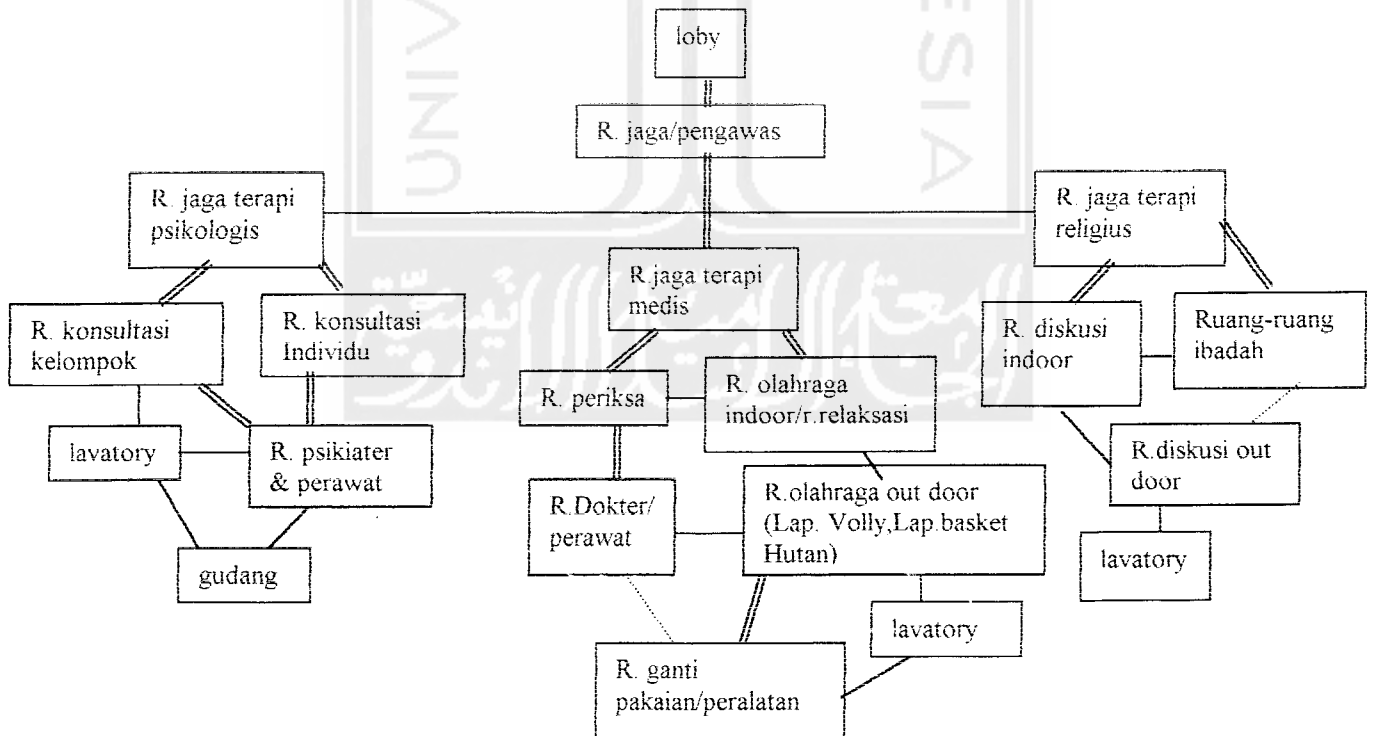 loby
R. jaga/pengawas
R. jaga terapi
psikologis
R. jaga terapi
religius
R.jaga terapi
medis
R. konsultasi
kelompok
R. konsultasi
Individu
R. diskusi
indoor
Ruang-ruang
ibadah
R. periksa
R. olahraga
indoor/r.relaksasi
lavatory
R. psikiater
& perawat
R.Dokter/
perawat
R.olahraga out door
(Lap. Volly,Lap.basket
Hutan)
R.diskusi out
door
gudang
lavatory
lavatory
R. ganti
pakaian/peralatan